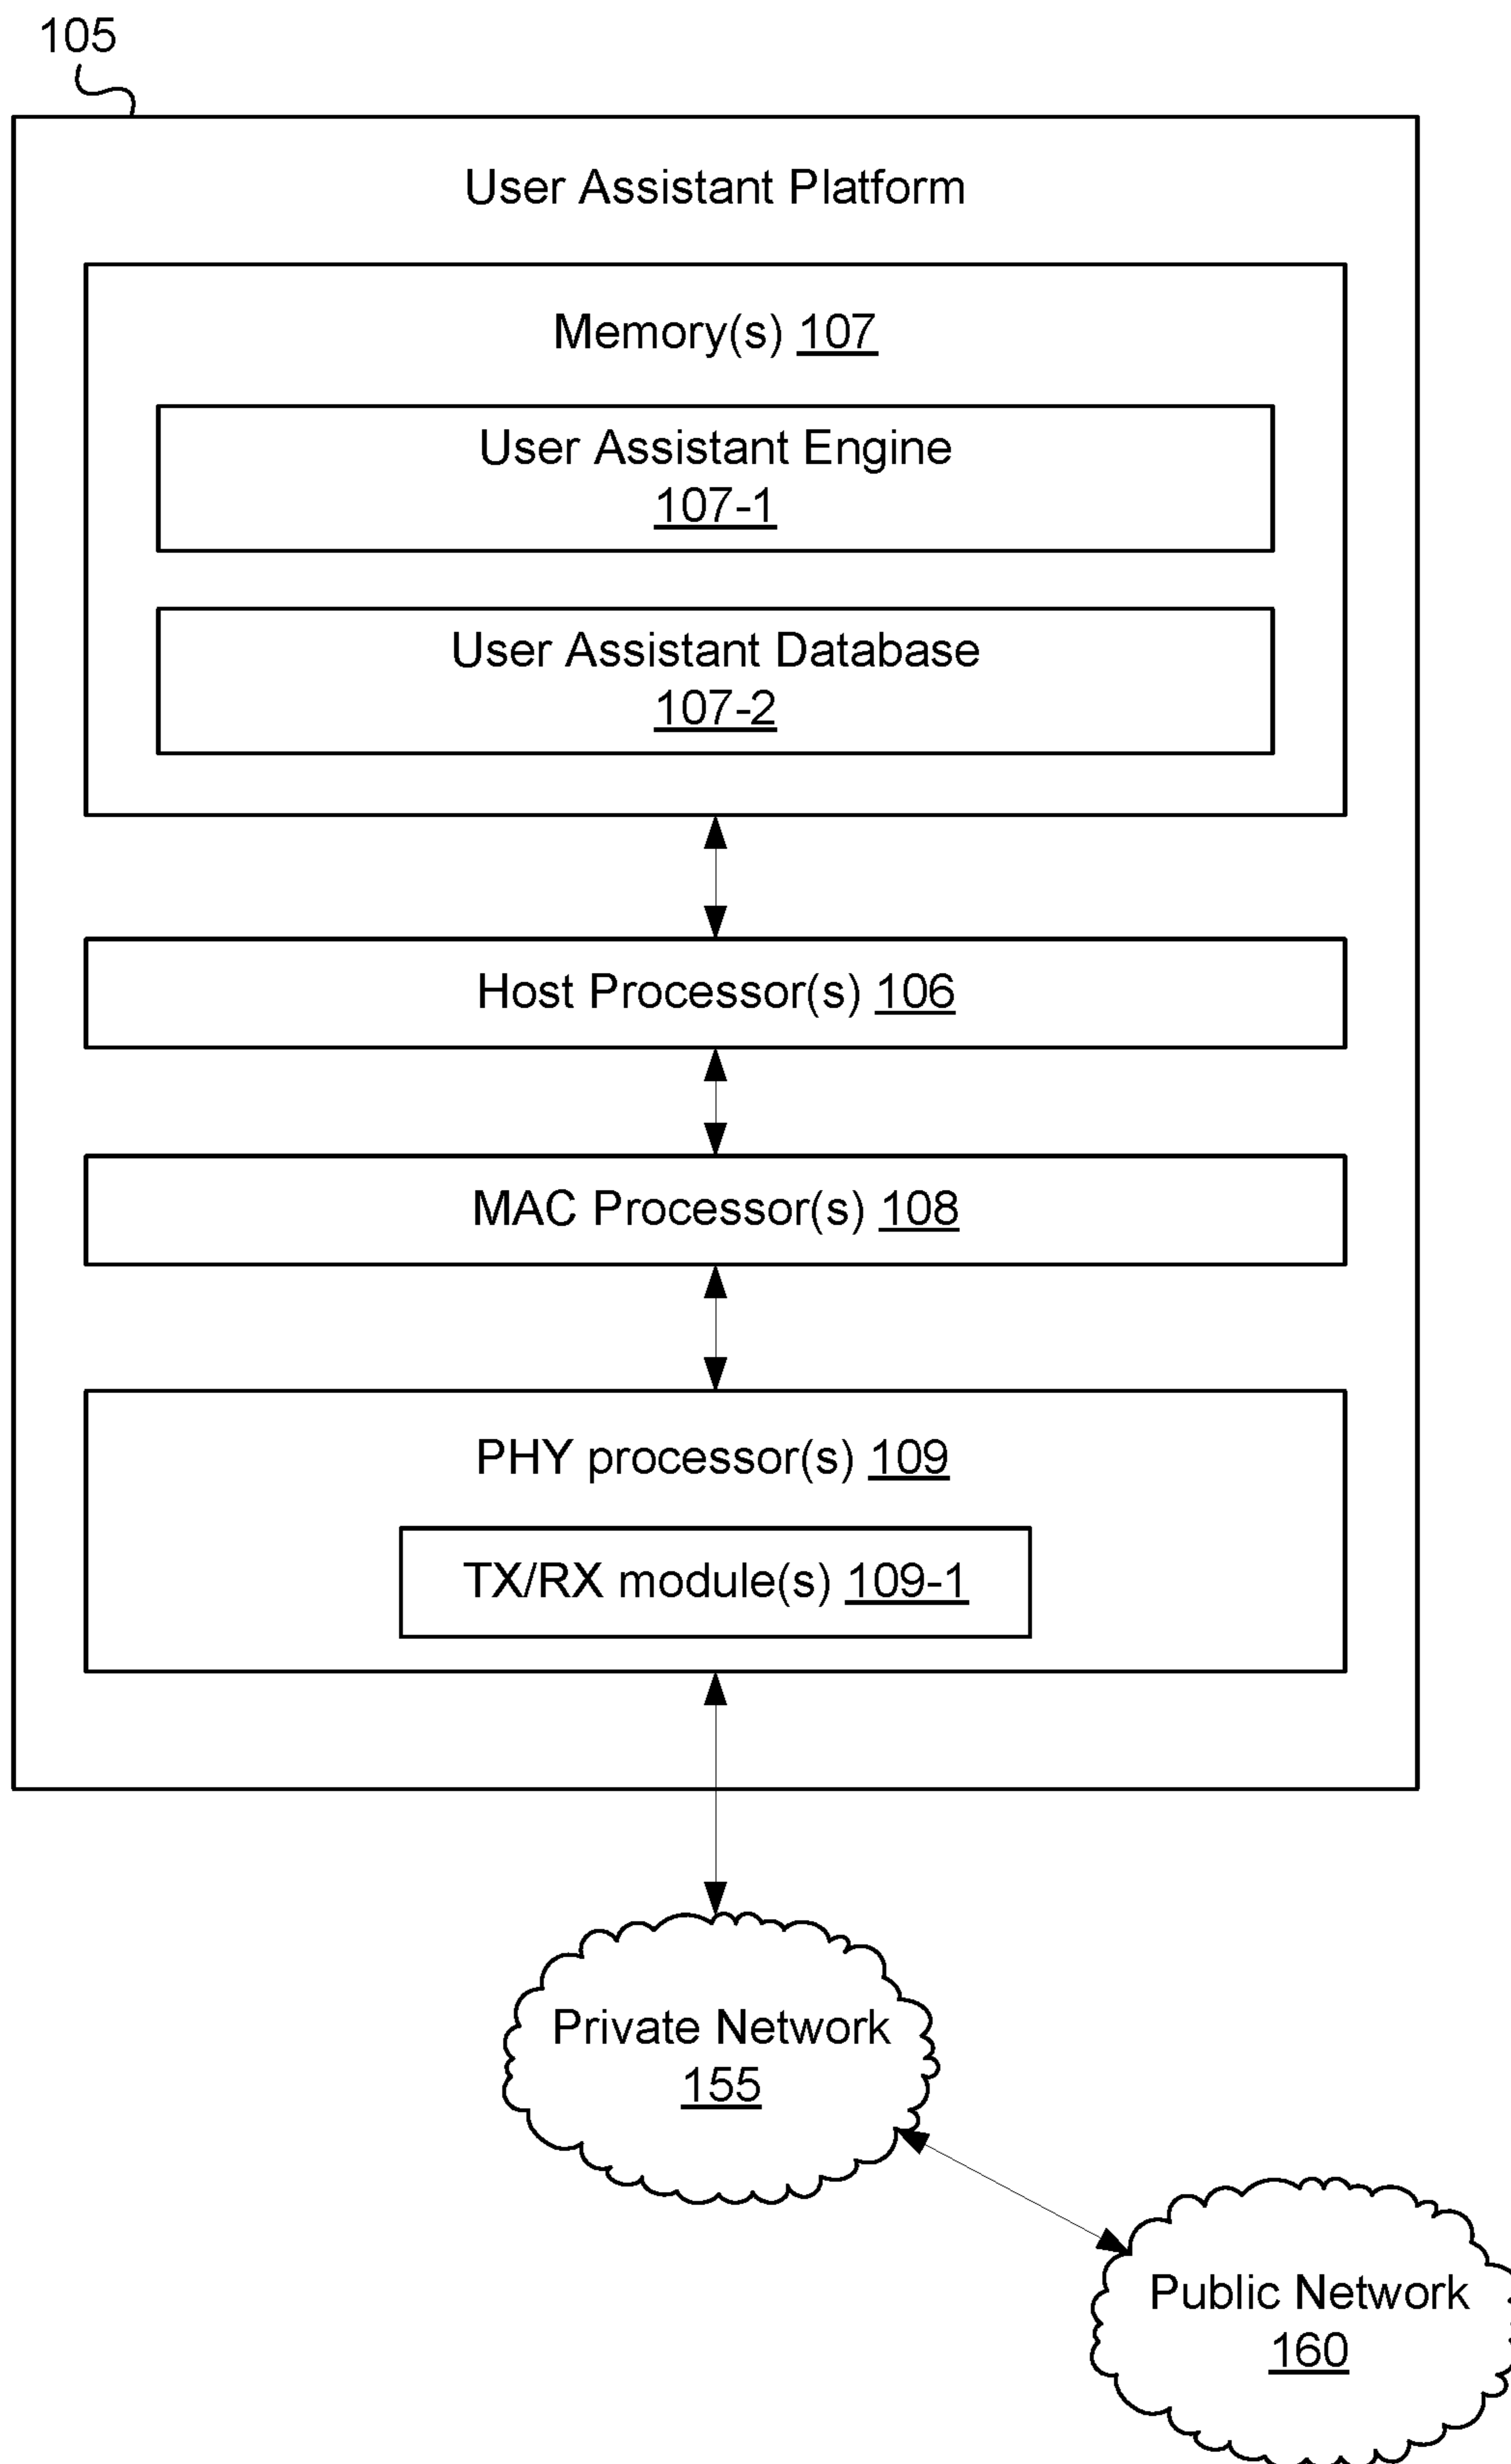 105
User Assistant Platform
Memory(s) 107
User Assistant Engine
107-1
User Assistant Database
107-2
Host Processor(s) 106
MAC Processor(s) 108
PHY processor(s) 109
TX/RX module(s) 109-1
Private Network
155
Public Network
160